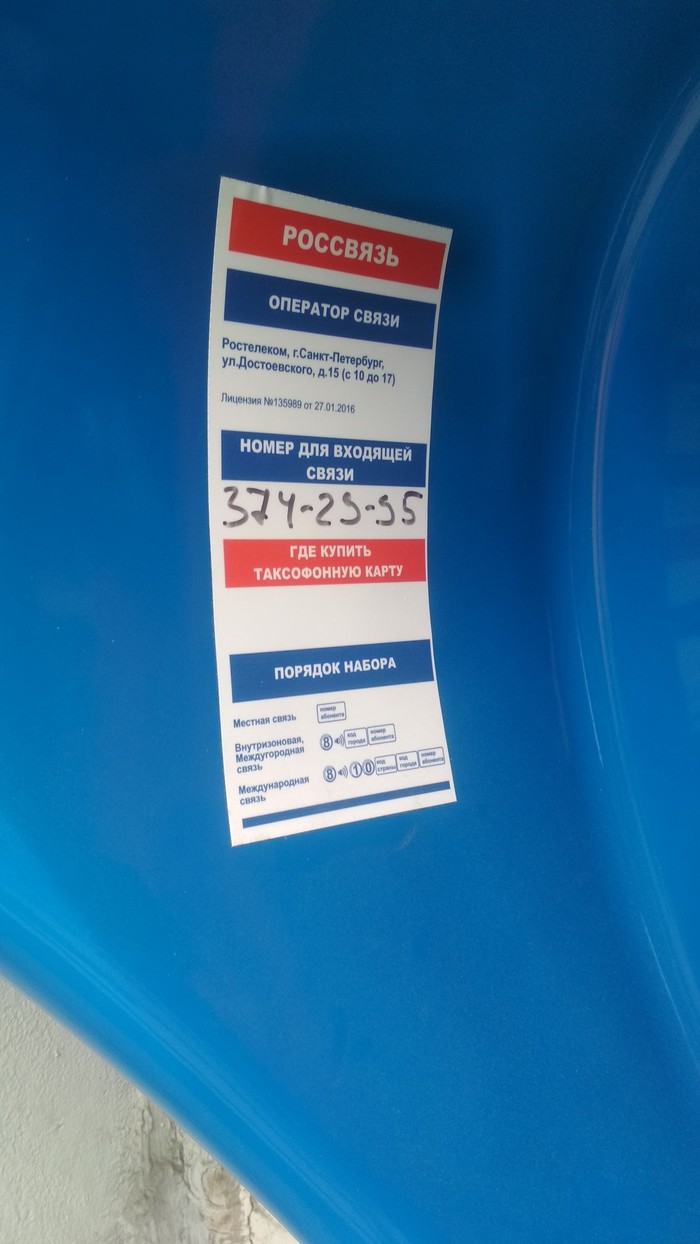 РОССВЯЗЬ
ОПЕРАТОР СВЯЗИ
Ростелеком, г.Санкт-Петербург,
ул.Достоевского, д.15 (с 10 до 17)
Лицензия №135989 от 27.01.2016
НОМЕР ДЛЯ ВХОДЯЩЕЙ
СВЯЗИ
374-29-95
ГДЕ КУПИТЬ
ТАКСОФОННУЮ КАРТУ
ПОРЯДОК НАБОРА
Местная связь номер абонента
Внутризоновая,
Междугородная
связь
8 код города номер абонента
Международная
связь
8 10 код страны код города номер абонента